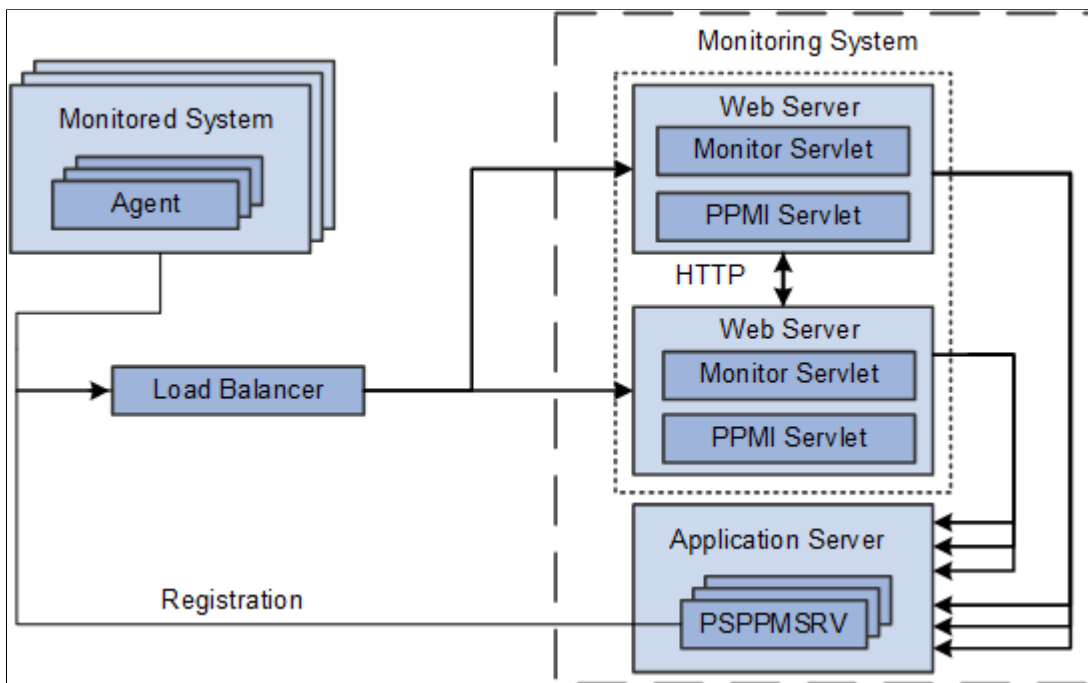 Monitoring System
Monitored System
Agent
Web Server
Monitor Servlet
PPMI Servlet
HTTP
Web Server
Monitor Servlet
PPMI Servlet
Load Balancer
Application Server
PSPPMSRV
Registration